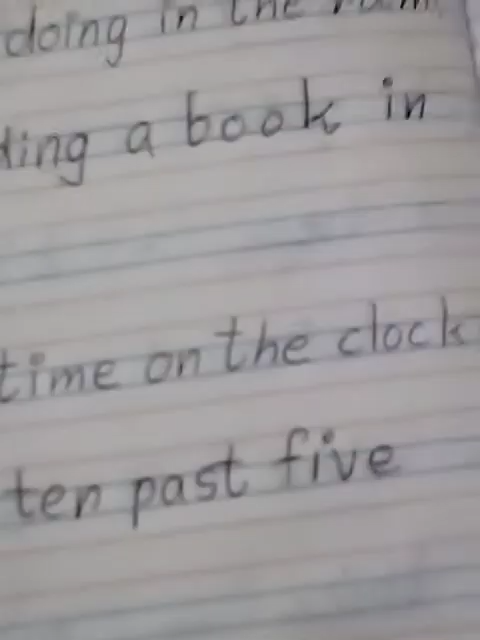 doing in the
ding a book in
time on the clock
ten past five